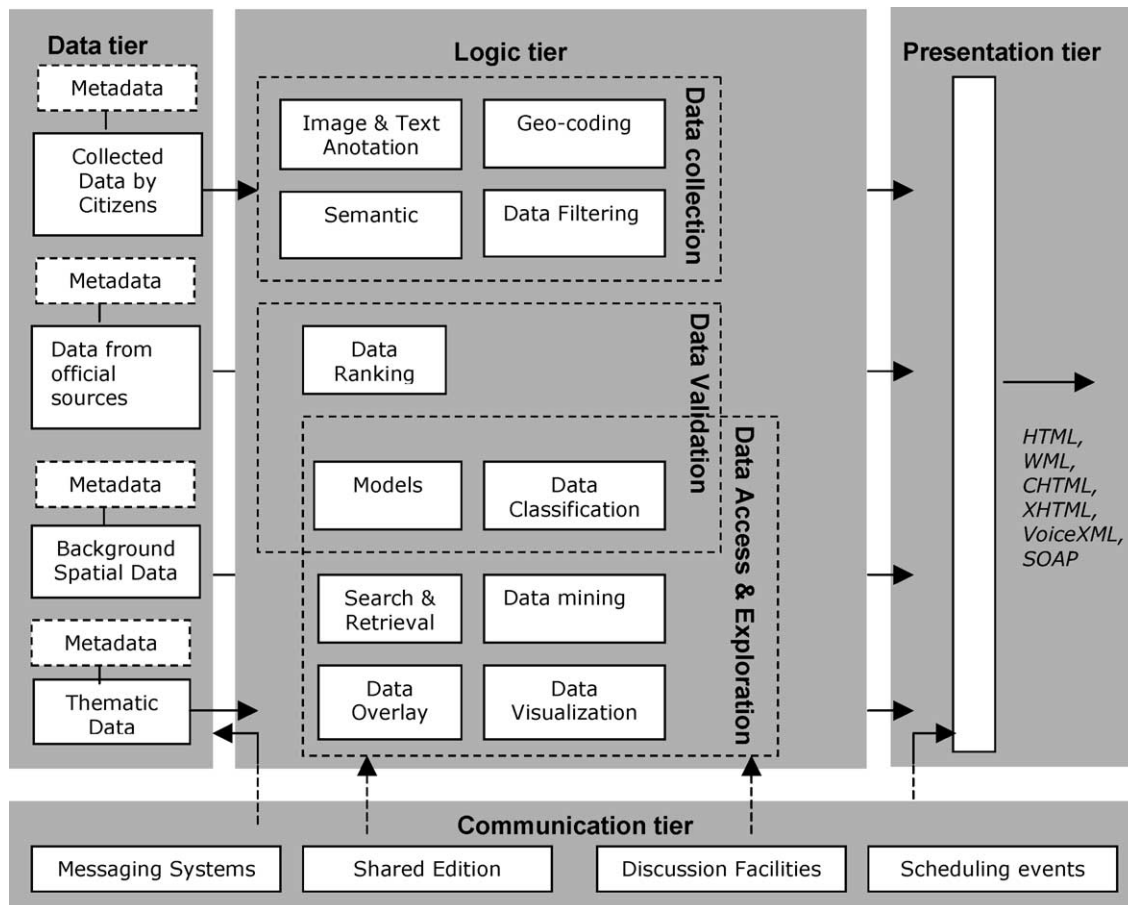 Data tier
Metadata
Collected
Data by
Citizens
Metadata
Data from
official
sources
Metadata
Background
Spatial Data
Metadata
Thematic
Data
Logic tier
Image & Text
Anotation
Geo-coding
Semantic
Data Filtering
Data collection
Data
Ranking
Data Validation
Models
Data
Classification
Search &
Retrieval
Data mining
Data
Overlay
Data
Visualization
Data Access & Exploration
Presentation tier
HTML,
WML,
CHTML,
XHTML,
VoiceXML,
SOAP
Communication tier
Messaging Systems
Shared Edition
Discussion Facilities
Scheduling events